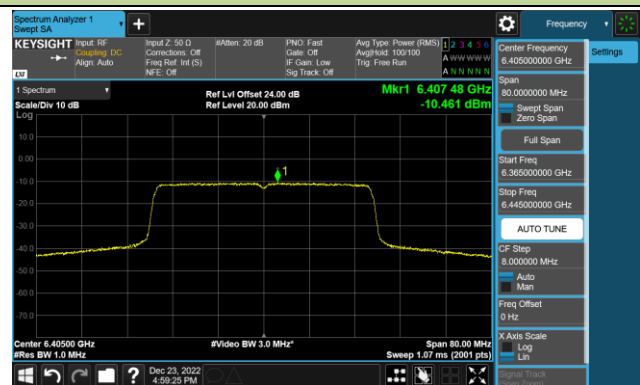 Spectrum Analyzer 1
Swept SA
Frequency
KEYSIGHT
Input: RF
Coupling: DC
Align: Auto
Input Z: 50 Ω
Corrections: Off
Freq Ref: Int (S)
NFE: Off
#Atten: 20 dB
PNO: Fast
Gate: Off
IF Gain: Low
Sig Track: Off
Avg Type: Power (RMS)
Avg|Hold: 100/100
Trig: Free Run
1 2 3 4 5 6
A W W W W W
A N N N N N
LXI
Center Frequency
6.405000000 GHz
Settings
Span
80.0000000 MHz
Swept Span
Zero Span
Full Span
Start Freq
6.365000000 GHz
Stop Freq
6.445000000 GHz
AUTO TUNE
CF Step
8.000000 MHz
Auto
Man
Freq Offset
0 Hz
X Axis Scale
Log
Lin
Signal Track
1 Spectrum
Scale/Div 10 dB
Log
Ref Lvl Offset 24.00 dB
Ref Level 20.00 dBm
Mkr1 6.407 48 GHz
-10.461 dBm
10.0
0.00
-10.0
-20.0
-30.0
-40.0
-50.0
-60.0
-70.0
1
Center 6.40500 GHz
#Res BW 1.0 MHz
#Video BW 3.0 MHz*
Span 80.00 MHz
Sweep 1.07 ms (2001 pts)
Dec 23, 2022
4:59:25 PM